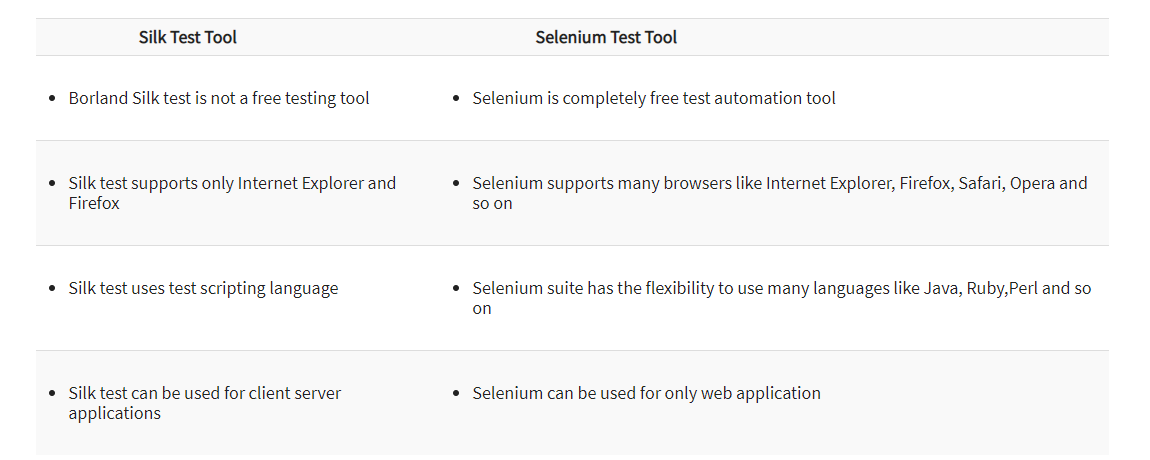 Silk Test Tool
Selenium Test Tool
• Borland Silk test is not a free testing tool
• Selenium is completely free test automation tool
• Silk test supports only Internet Explorer and
Firefox
• Selenium supports many browsers like Internet Explorer, Firefox, Safari, Opera and
so on
• Silk test uses test scripting language
• Selenium suite has the flexibility to use many languages like Java, Ruby,Perl and so
on
• Silk test can be used for client server
applications
• Selenium can be used for only web application